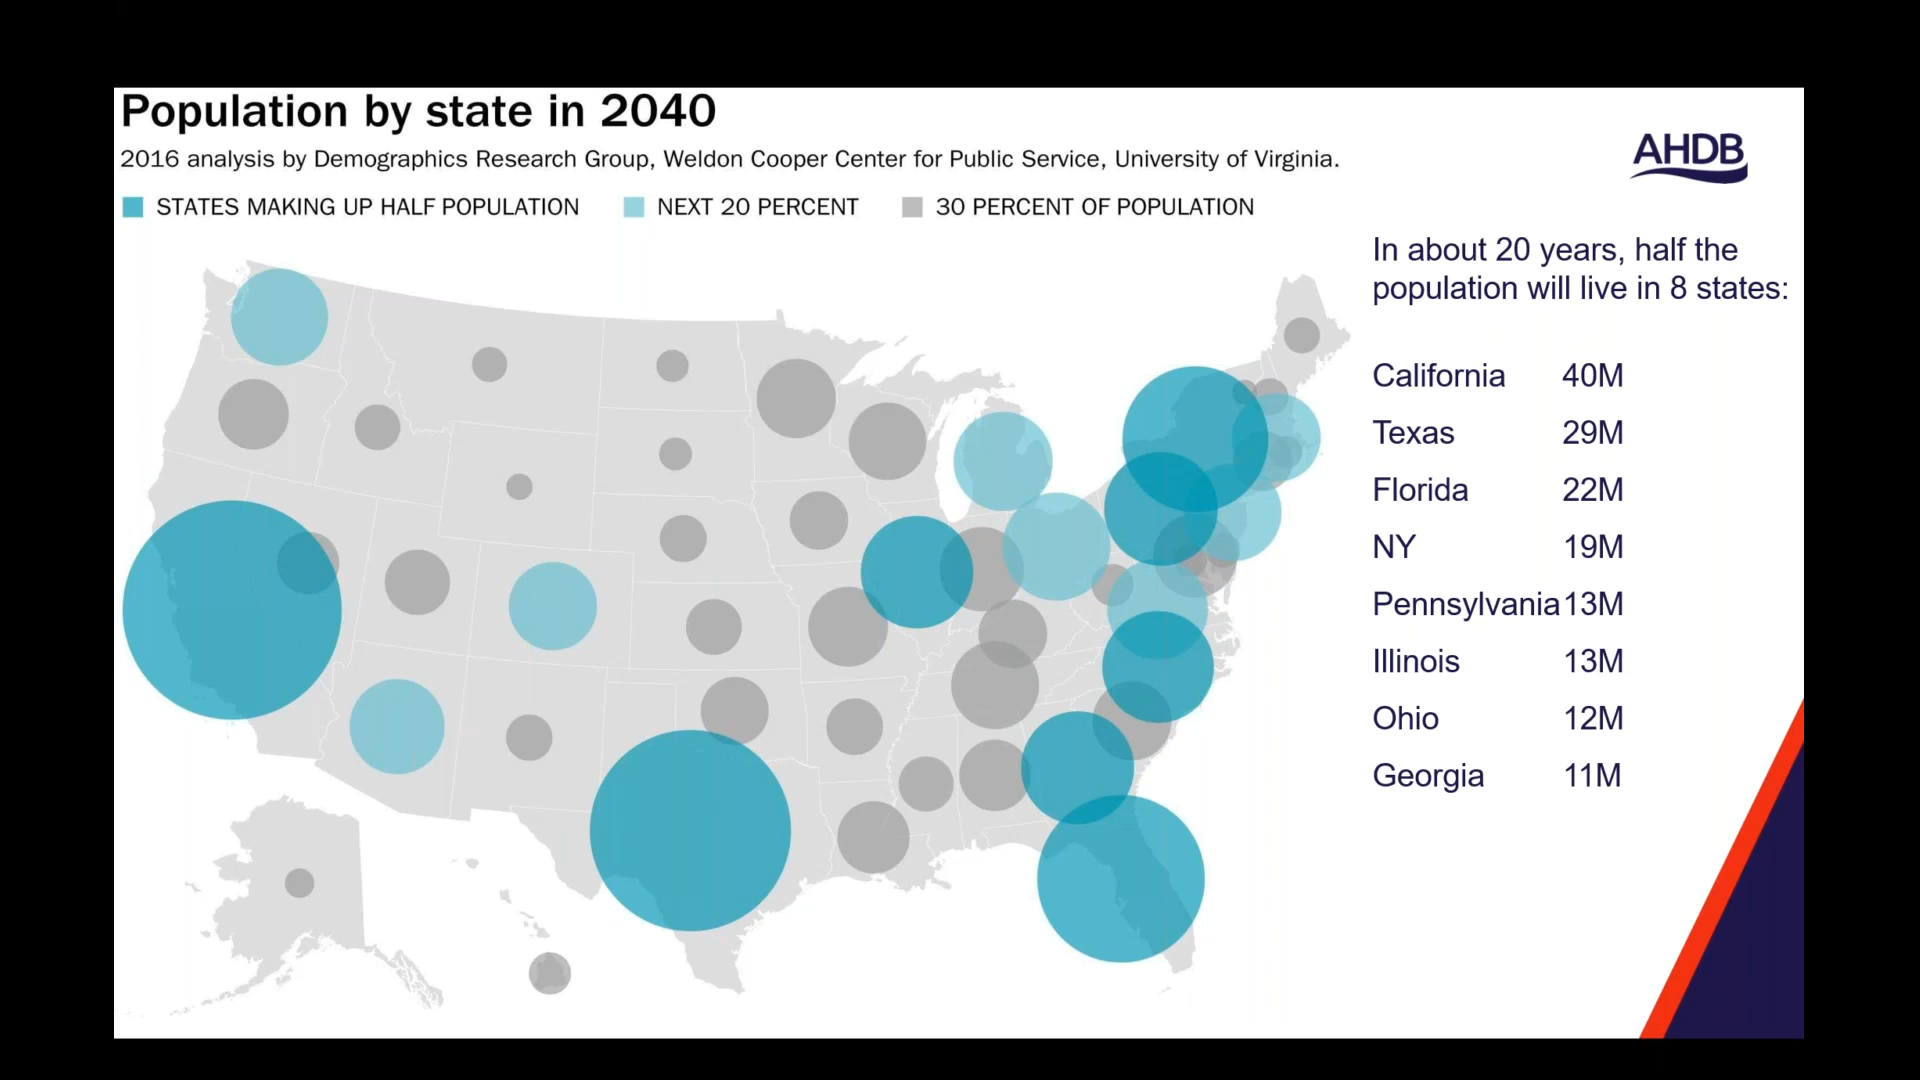 Population by state in 2040
2016 analysis by Demographics Research Group, Weldon Cooper Center for Public Service, University of Virginia.
STATES MAKING UP HALF POPULATION NEXT 20 PERCENT 30 PERCENT OF POPULATION
AHDB
In about 20 years, half the
population will live in 8 states:
California 40M
Texas 29M
Florida 22M
NY 19M
Pennsylvania 13M
Illinois 13M
Ohio 12M
Georgia 11M